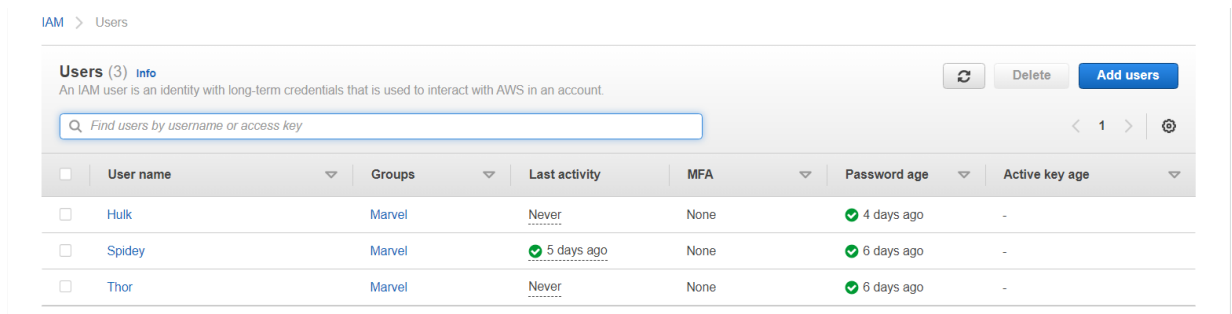 IAM > Users
Users (3) Info
An IAM user is an identity with long-term credentials that is used to interact with AWS in an account.
Delete
Add users
Find users by username or access key
< 1 >
User name Groups Last activity MFA Password age Active key age
Hulk Marvel Never None 4 days ago -
Spidey Marvel 5 days ago None 6 days ago -
Thor Marvel Never None 6 days ago -